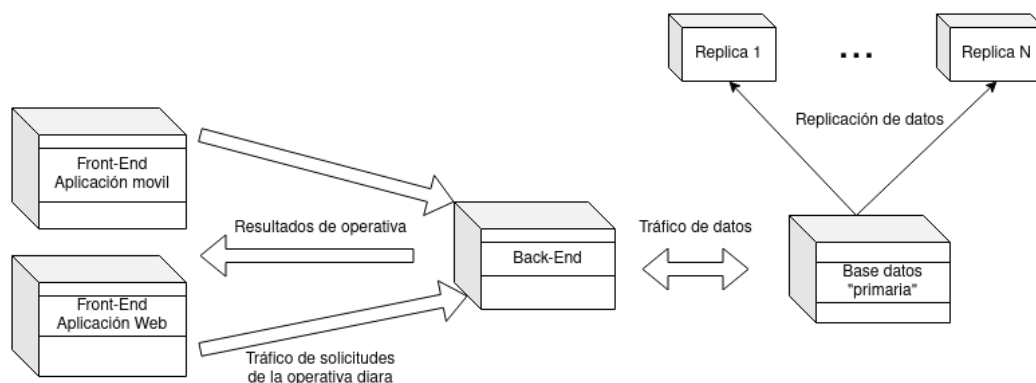 Replica 1
...
Replica N
Replicación de datos
Front-End
Aplicación movil
Resultados de operativa
Tráfico de datos
Back-End
Base datos
"primaria"
Front-End
Aplicación Web
Tráfico de solicitudes
de la operativa diara